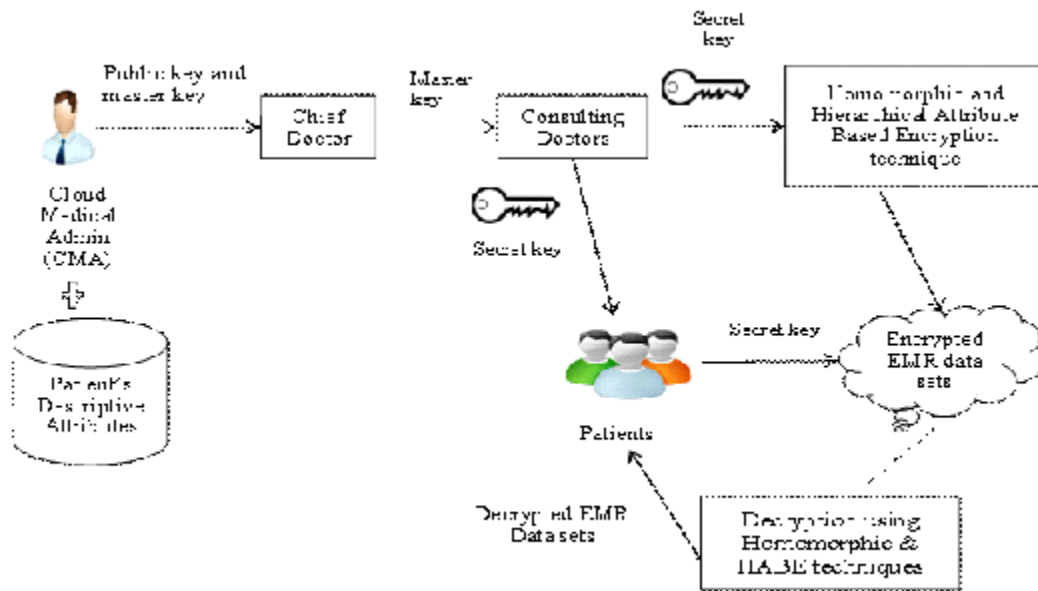 Public key and
master key
Chief
Doctor
Master
key
Consulting
Doctors
Secret
key
Homomorphic and
Hierarchical Attribute
Based Encryption
technique
Cloud
Medical
Admin
(CMA)
Secret key
Patient's
Descriptive
Attributes
Patients
Secret key
Encrypted
EMR data
sets
Decrypted EMR
Data sets
Decryption using
Homomorphic &
HABE techniques